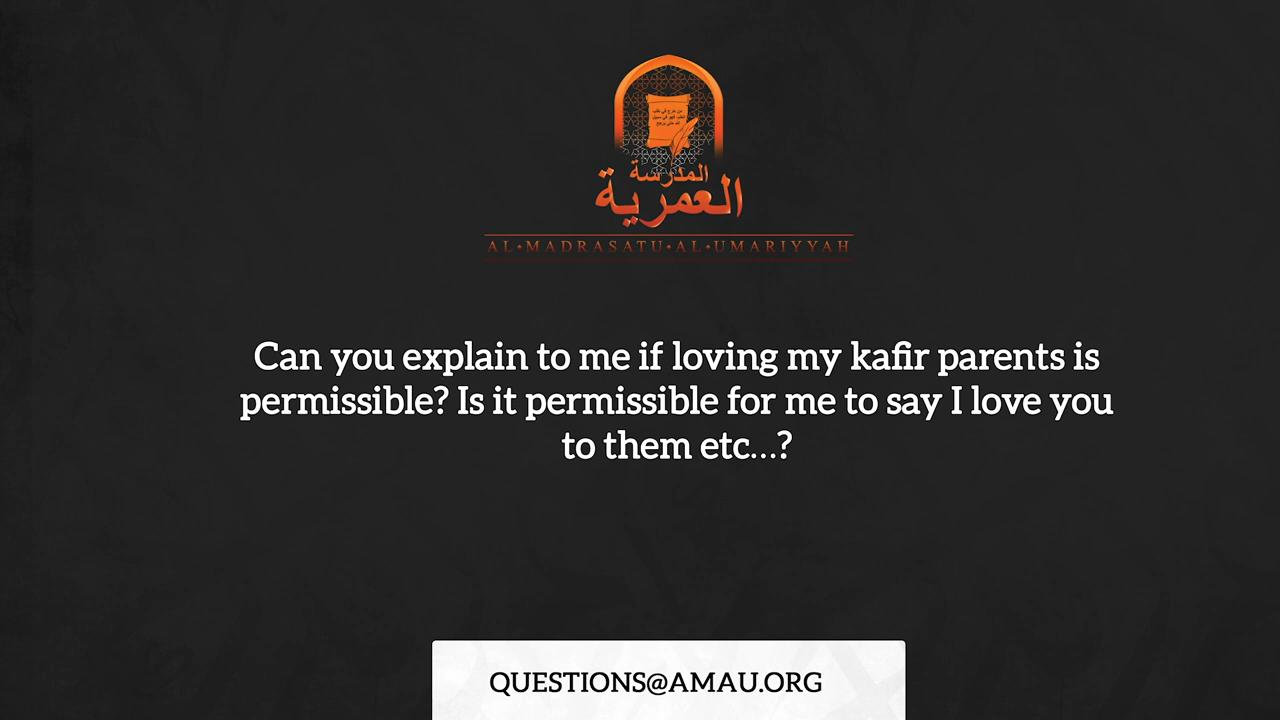 المدرسة
العمرية
AL•MADRASATU•AL•UMARIYYAH
Can you explain to me if loving my kafir parents is
permissible? Is it permissible for me to say I love you
to them etc...?
QUESTIONS@AMAU.ORG